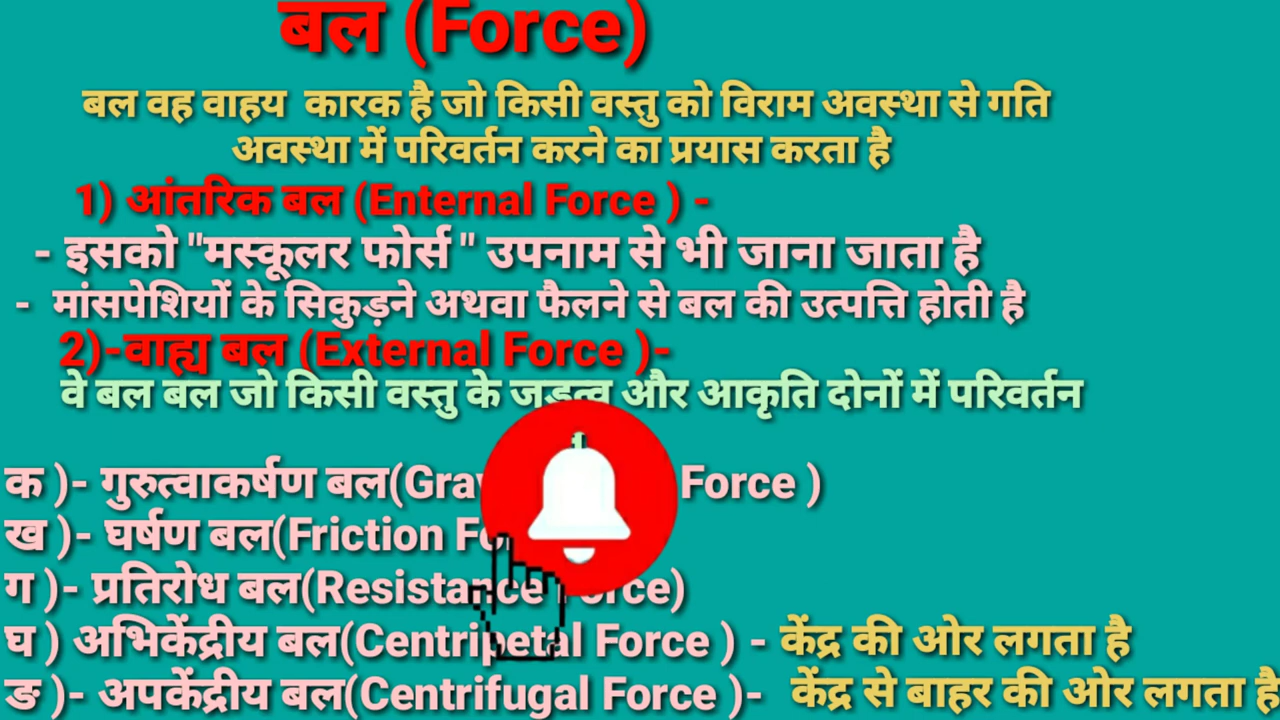 बल (Force)
बल वह वाहय कारक है जो किसी वस्तु को विराम अवस्था से गति
अवस्था में परिवर्तन करने का प्रयास करता है
1) आंतरिक बल (Enternal Force ) -
- इसको "मस्कूलर फोर्स " उपनाम से भी जाना जाता है
- मांसपेशियों के सिकुड़ने अथवा फैलने से बल की उत्पत्ति होती है
2)-वाह्य बल (External Force )-
वे बल बल जो किसी वस्तु के जड़त्व और आकृति दोनों में परिवर्तन
क )- गुरुत्वाकर्षण बल( Force )
ख )- घर्षण बल(Friction
ग )- प्रतिरोध बल(Resistance Force)
घ ) अभिकेंद्रीय बल(Centripetal Force ) - केंद्र की ओर लगता है
ङ )- अपकेंद्रीय बल(Centrifugal Force )- केंद्र से बाहर की ओर लगता है